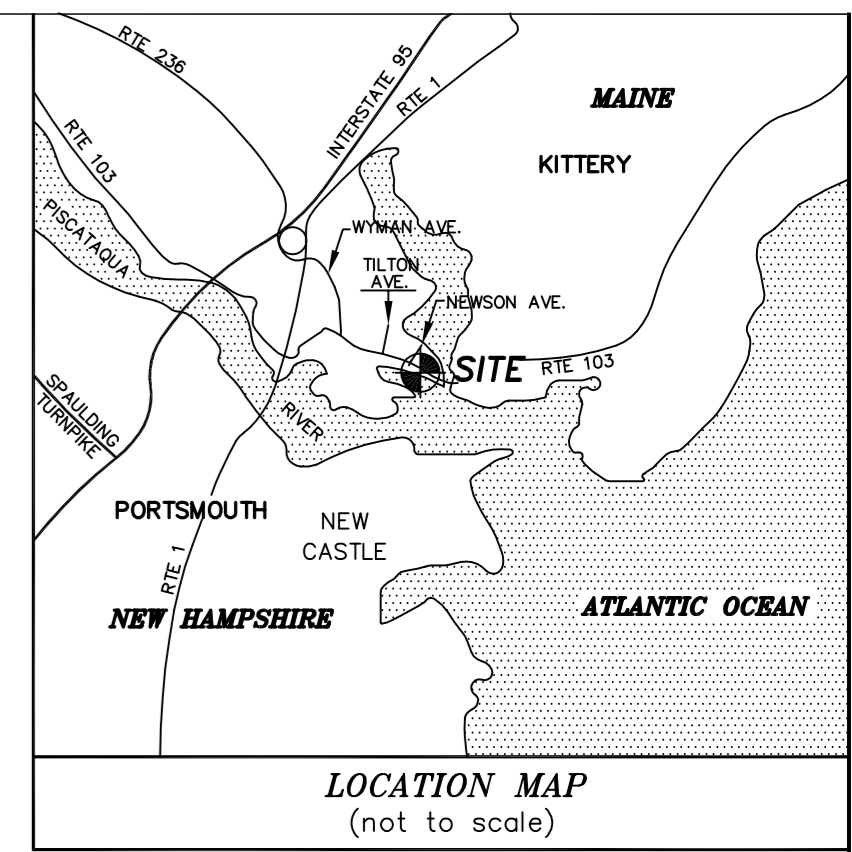 RTE 236
INTERSTATE 95
RTE 1
MAINE
RTE 103
KITTERY
PISCATAQUA
WYMAN AVE.
TILTON
AVE.
NEWSON AVE.
SITE
RTE 103
SPAULDING
TURNPIKE
RIVER
PORTSMOUTH
NEW
CASTLE
RTE 1
NEW HAMPSHIRE
ATLANTIC OCEAN
LOCATION MAP
(not to scale)